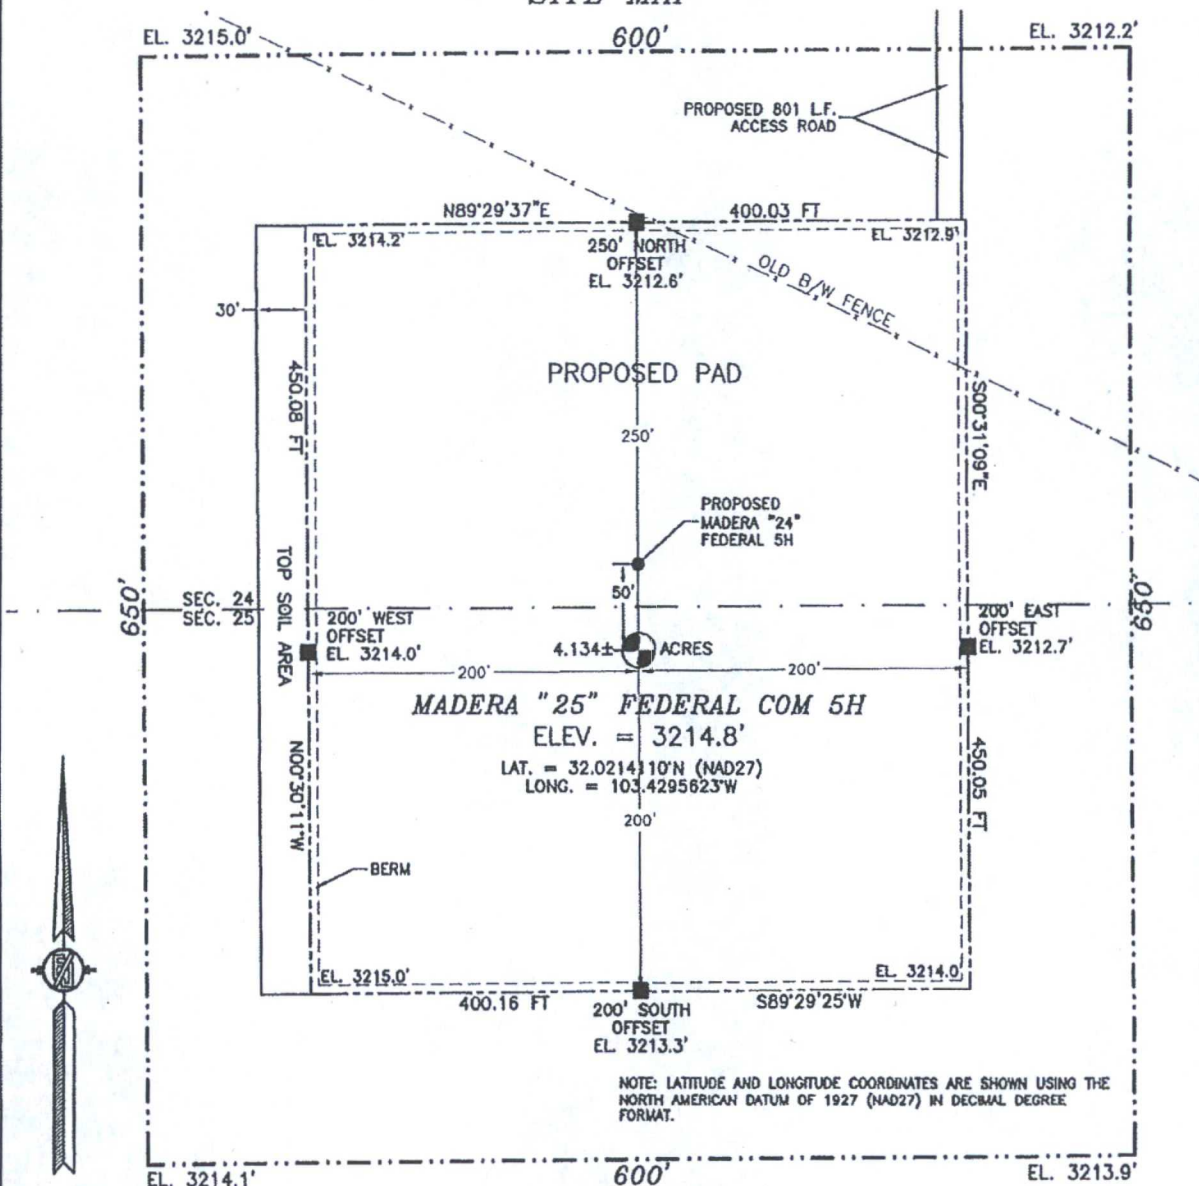 SITE MAP
EL. 3215.0'
600'
EL. 3212.2'
PROPOSED 801 L.F.
ACCESS ROAD
N89°29'37"E
400.03 FT
EL. 3214.2'
250' NORTH
OFFSET
EL. 3212.6'
EL. 3212.9'
OLD B/W FENCE
30'
PROPOSED PAD
450.08 FT
S00°31'09"E
250'
PROPOSED
MADERA "24"
FEDERAL 5H
50'
TOP SOIL AREA
650'
SEC. 24
SEC. 25
200' WEST
OFFSET
EL. 3214.0'
4.134± ACRES
200' EAST
OFFSET
EL. 3212.7'
650'
200'
200'
MADERA "25" FEDERAL COM 5H
ELEV. = 3214.8'
LAT. = 32.0214110°N (NAD27)
LONG. = 103.4295623°W
N00°30'11"W
450.05 FT
200'
BERM
EL. 3215.0'
EL. 3214.0'
400.16 FT
200' SOUTH
OFFSET
EL. 3213.3'
S89°29'25"W
NOTE: LATITUDE AND LONGITUDE COORDINATES ARE SHOWN USING THE
NORTH AMERICAN DATUM OF 1927 (NAD27) IN DECIMAL DEGREE
FORMAT.
EL. 3214.1'
600'
EL. 3213.9'